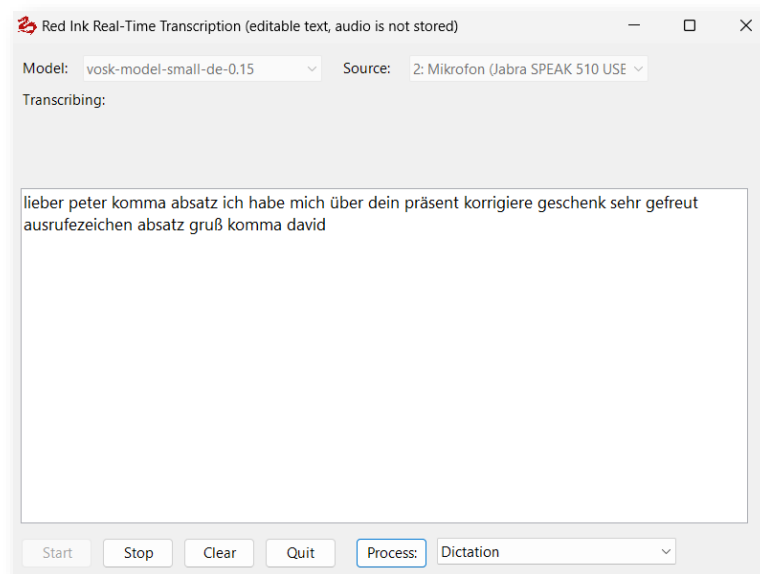 Red Ink Real-Time Transcription (editable text, audio is not stored)
Model: vosk-model-small-de-0.15 Source: 2: Mikrofon (Jabra SPEAK 510 USE
Transcribing:
lieber peter komma absatz ich habe mich über dein präsent korrigiere geschenk sehr gefreut
ausrufezeichen absatz gruß komma david
Start Stop Clear Quit Process: Dictation